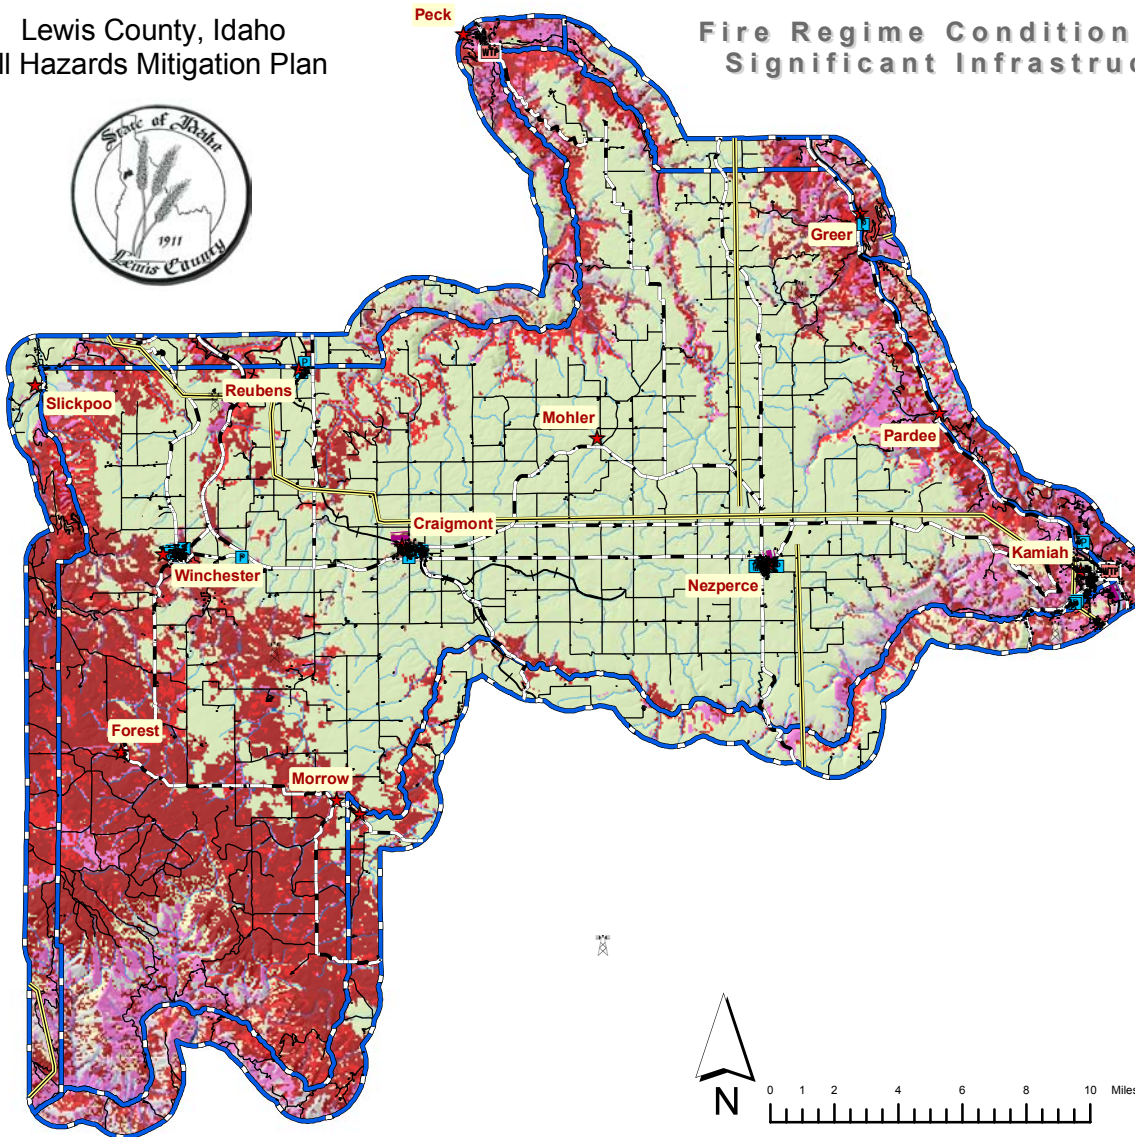 Lewis County, Idaho
ll Hazards Mitigation Plan
Fire Regime Condition
Significant Infrastruc
State of Idaho
1911
Lewis County
Peck
WTP
Greer
P
Slickpoo
Reubens
P
Mohler
Pardee
Craigmont
Winchester
P
P
Nezperce
Kamiah
P
WTP
P
Forest
Morrow
N
0 1 2 4 6 8 10 Miles